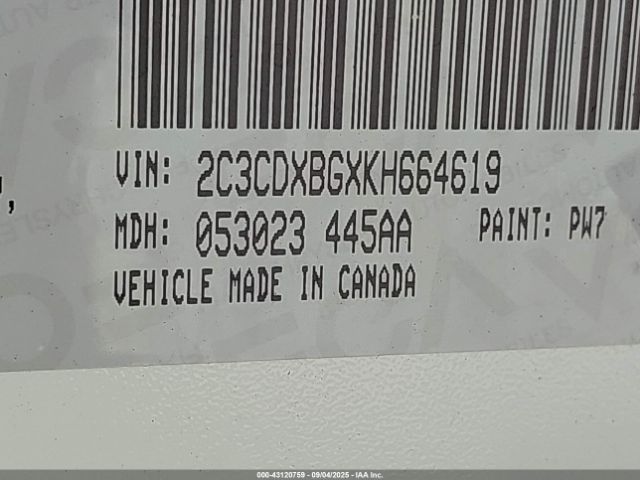 VIN: 2C3CDXBGXKH664619
MDH: 053023 445AA PAINT: PW7
VEHICLE MADE IN CANADA
000-43120759 - 09/04/2025 - IAA Inc.